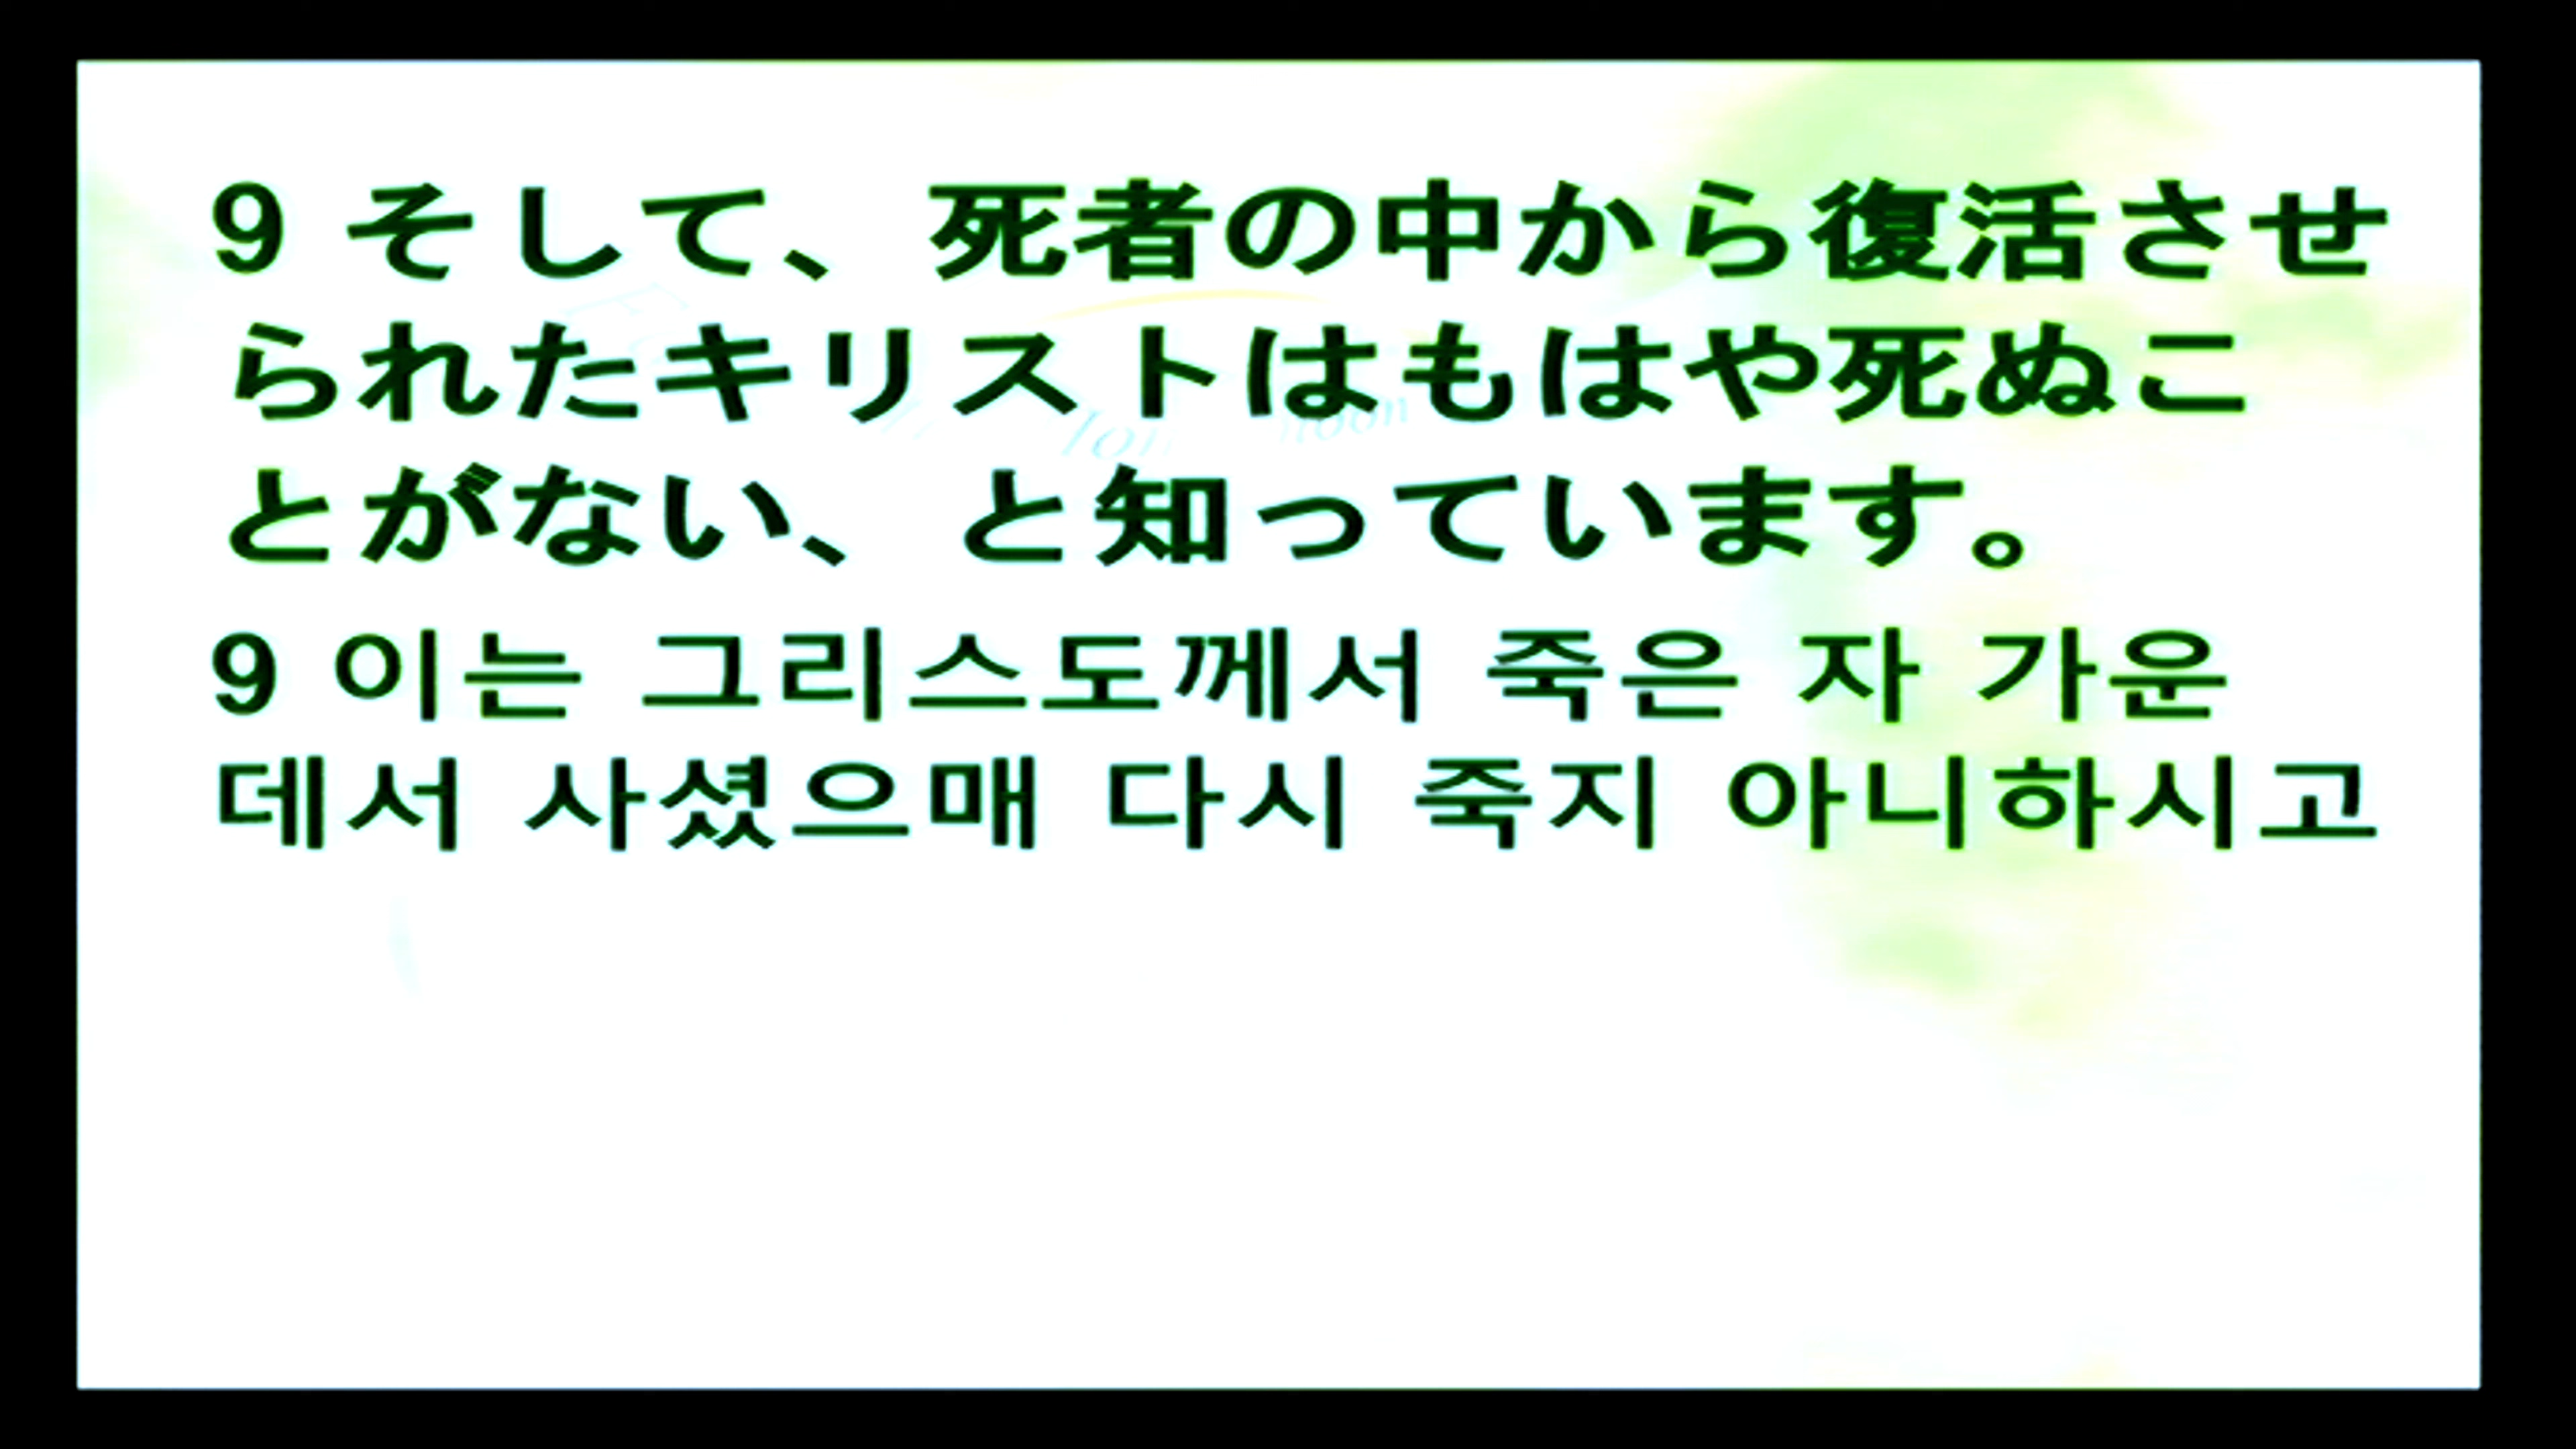 9 そして、死者の中から復活させ
られたキリストはもはや死ぬこ
とがない、と知っています。
9 이는 그리스도께서 죽은 자 가운
데서 사셨으매 다시 죽지 아니하시고